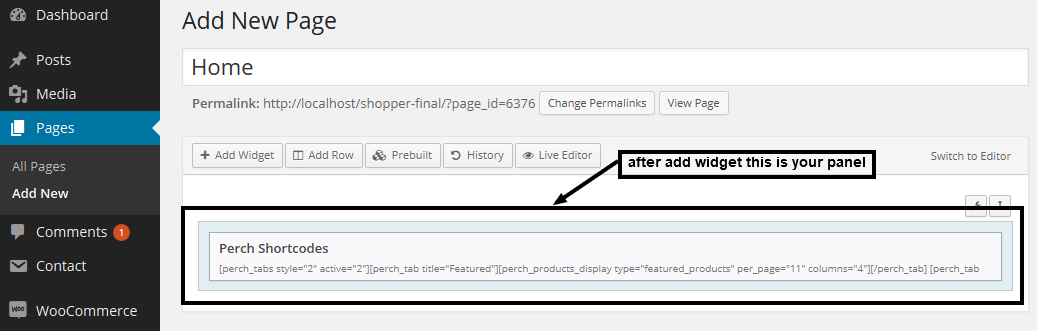 Dashboard
Posts
Media
Pages
All Pages
Add New
Comments 1
Contact
WOO WooCommerce
Add New Page
Home
Permalink: http://localhost/shopper-final/?page_id=6376 Change Permalinks View Page
+ Add Widget Add Row Prebuilt History Live Editor
after add widget this is your panel
Switch to Editor
Perch Shortcodes
[perch_tabs style="2" active="2"][perch_tab title="Featured"][perch_products_display type="featured_products" per_page="11" columns="4"][/perch_tab] [perch_tab